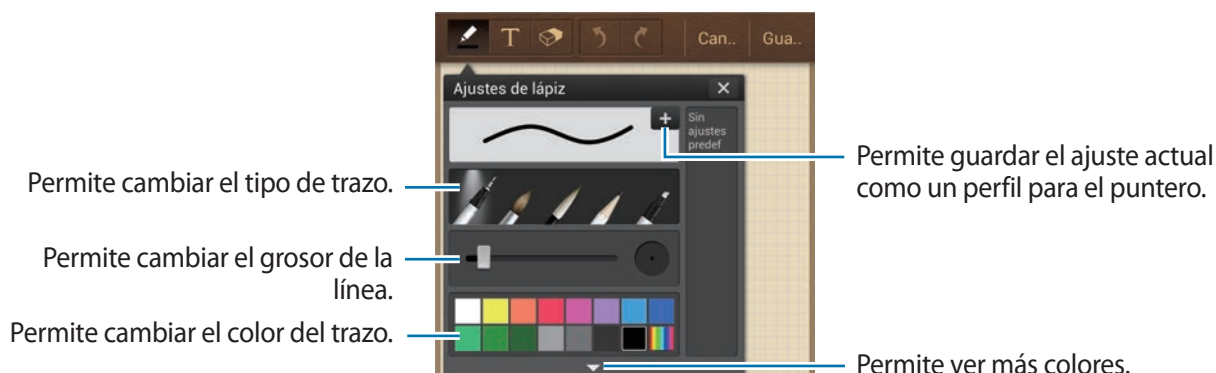 T
Can..
Gua..
Ajustes de lápiz
Sin
ajustes
predef
Permite guardar el ajuste actual
como un perfil para el puntero.
Permite cambiar el tipo de trazo.
Permite cambiar el grosor de la
línea.
Permite cambiar el color del trazo.
Permite ver más colores.